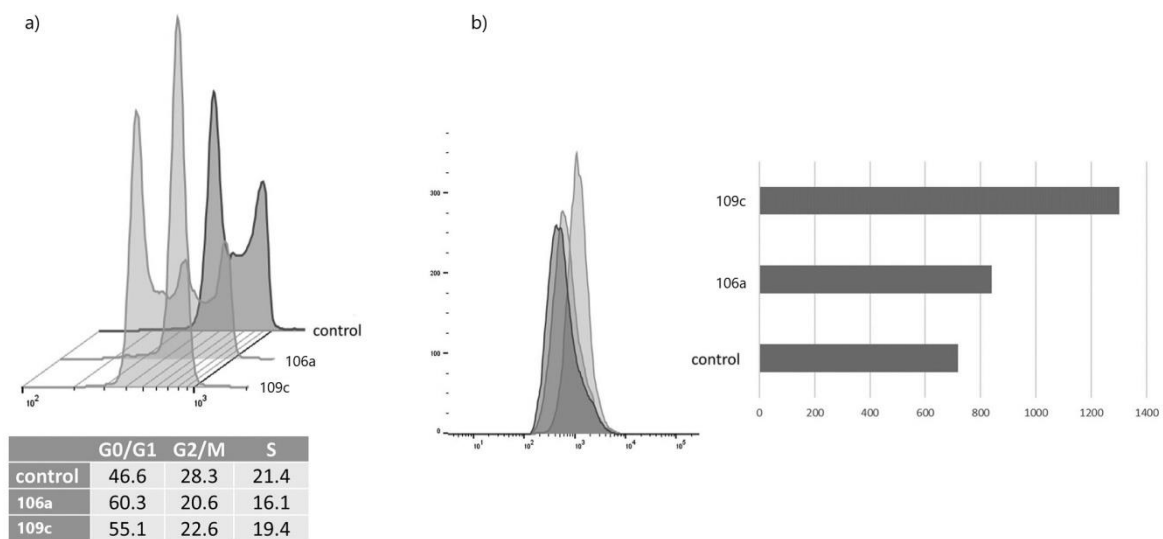 a)
control
106a
109c
10²
10³
G0/G1 G2/M S
control 46.6 28.3 21.4
106a 60.3 20.6 16.1
109c 55.1 22.6 19.4
b)
300
200
100
0
10¹ 10² 10³ 10⁴ 10⁵
109c
106a
control
0 200 400 600 800 1000 1200 1400